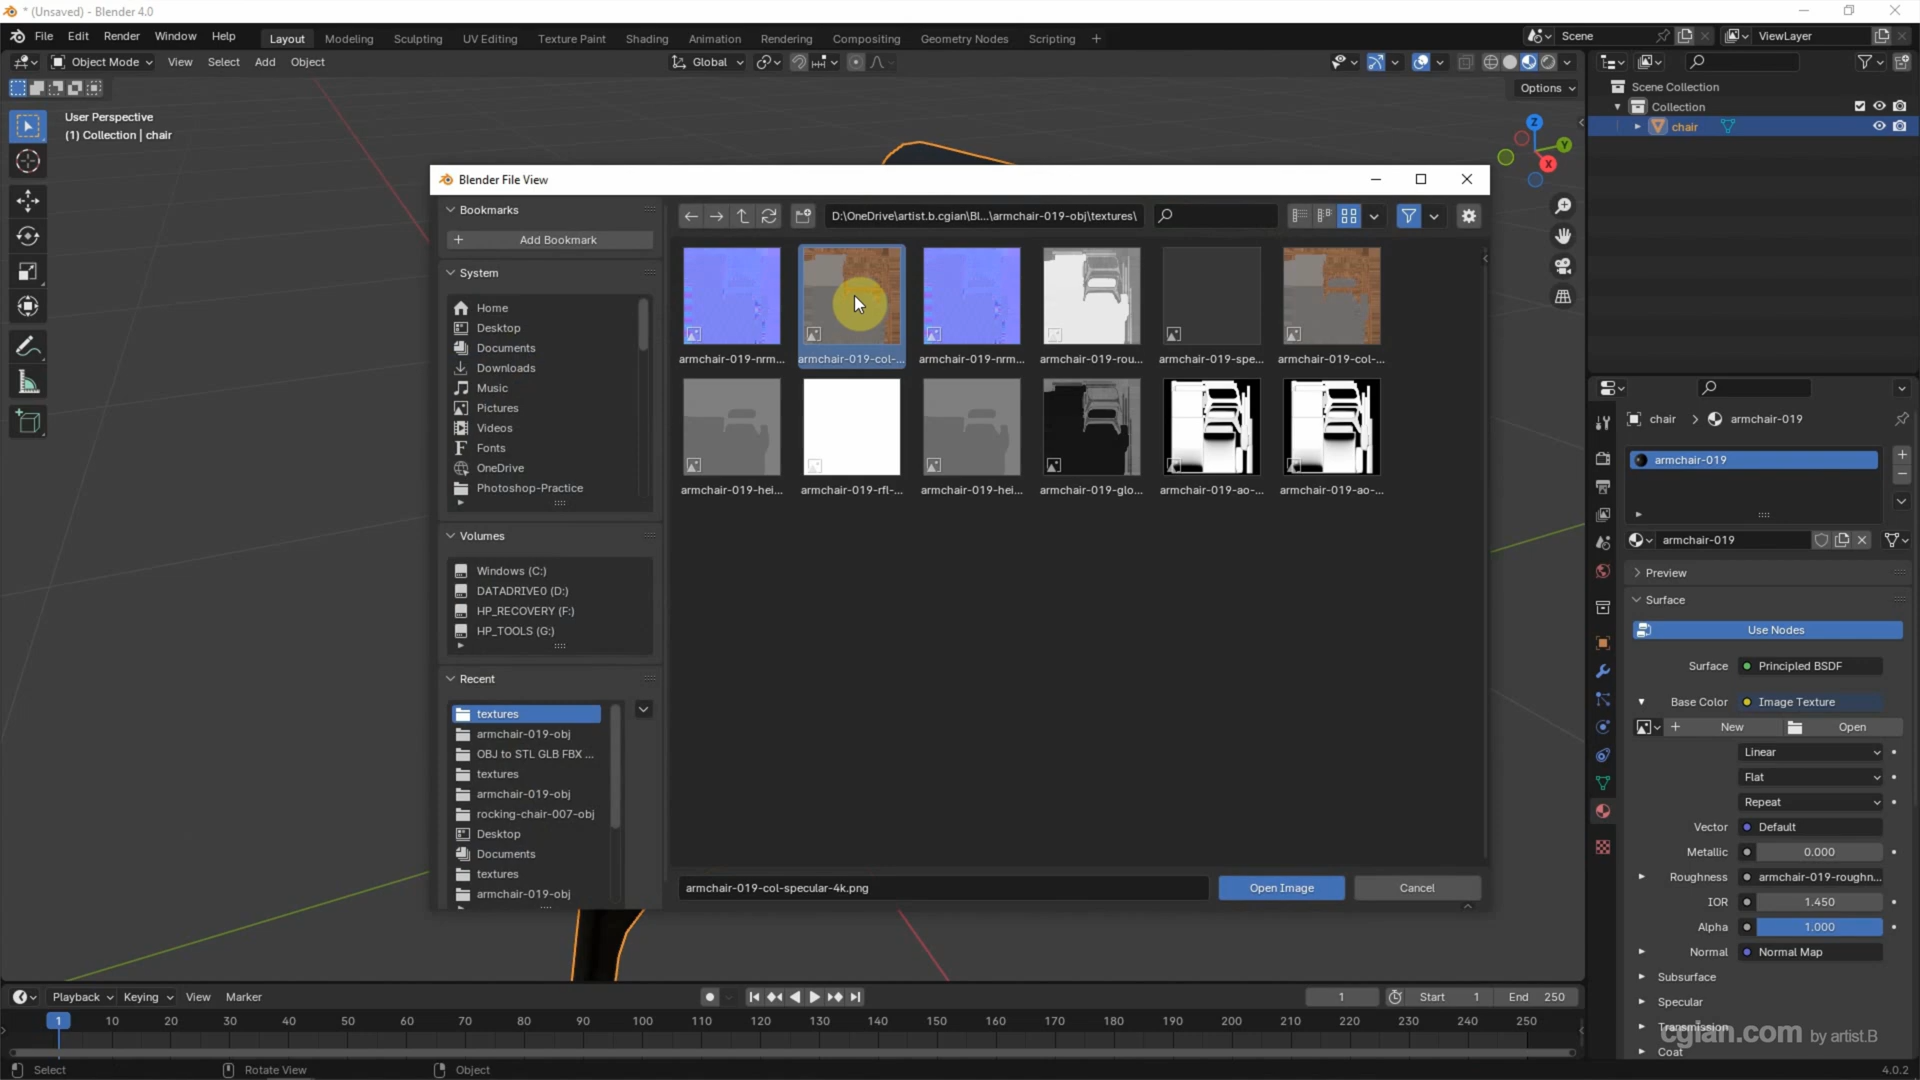 * (Unsaved) - Blender 4.0
File Edit Render Window Help
Layout Modeling Sculpting UV Editing Texture Paint Shading Animation Rendering Compositing Geometry Nodes Scripting +
Scene
ViewLayer
Object Mode View Select Add Object
Global
Options
User Perspective
(1) Collection | chair
Z
Y
X
Scene Collection
Collection
chair
Blender File View
Bookmarks
Add Bookmark
System
Home
Desktop
Documents
Downloads
Music
Pictures
Videos
Fonts
OneDrive
Photoshop-Practice
Volumes
Windows (C:)
DATADRIVE0 (D:)
HP_RECOVERY (F:)
HP_TOOLS (G:)
Recent
textures
armchair-019-obj
OBJ to STL GLB FBX ...
textures
armchair-019-obj
rocking-chair-007-obj
Desktop
Documents
textures
armchair-019-obj
D:\OneDrive\artist.b.cgian\Bl...\armchair-019-obj\textures\
armchair-019-nrm... armchair-019-col-... armchair-019-nrm... armchair-019-rou... armchair-019-spe... armchair-019-col-...
armchair-019-hei... armchair-019-rfl-... armchair-019-hei... armchair-019-glo... armchair-019-ao-... armchair-019-ao-...
armchair-019-col-specular-4k.png
Open Image
Cancel
chair
armchair-019
armchair-019
armchair-019
Preview
Surface
Use Nodes
Surface Principled BSDF
Base Color Image Texture
New Open
Linear
Flat
Repeat
Vector Default
Metallic 0.000
Roughness armchair-019-roughn...
IOR 1.450
Alpha 1.000
Normal Normal Map
Subsurface
Specular
Transmission
Coat
cgian.com by artist.B
Playback Keying View Marker
1
Start 1
End 250
1 10 20 30 40 50 60 70 80 90 100 110 120 130 140 150 160 170 180 190 200 210 220 230 240 250
Select
Rotate View
Object
4.0.2